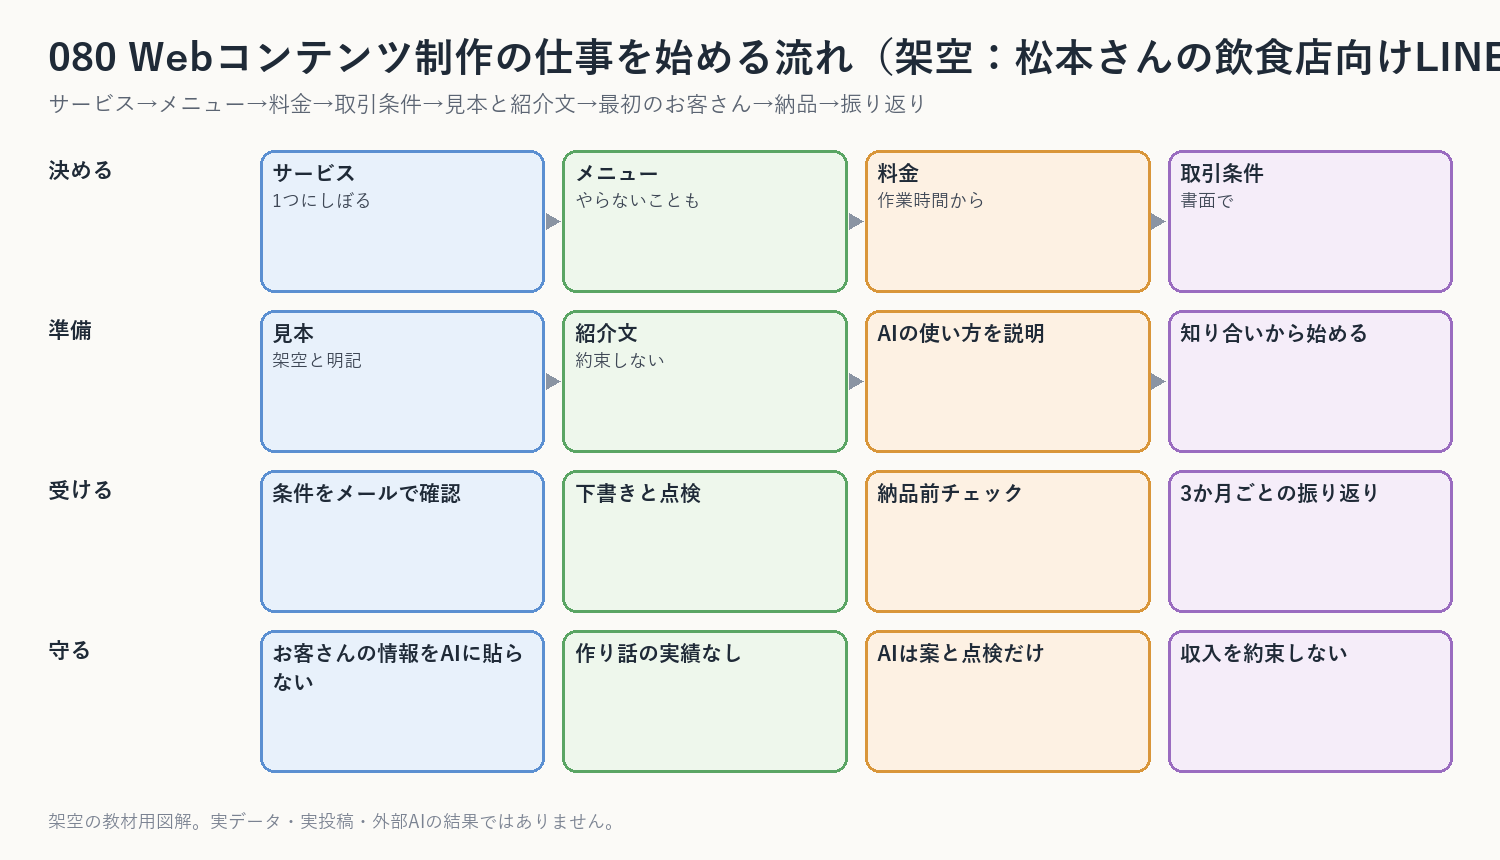 080 Webコンテンツ制作の仕事を始める流れ（架空：松本さんの飲食店向けLINE
サービス→メニュー→料金→取引条件→見本と紹介文→最初のお客さん→納品→振り返り
決める
サービス
1つにしぼる
メニュー
やらないことも
料金
作業時間から
取引条件
書面で
準備
見本
架空と明記
紹介文
約束しない
AIの使い方を説明
知り合いから始める
受ける
条件をメールで確認
下書きと点検
納品前チェック
3か月ごとの振り返り
守る
お客さんの情報をAIに貼ら
ない
作り話の実績なし
AIは案と点検だけ
収入を約束しない
架空の教材用図解。実データ・実投稿・外部AIの結果ではありません。